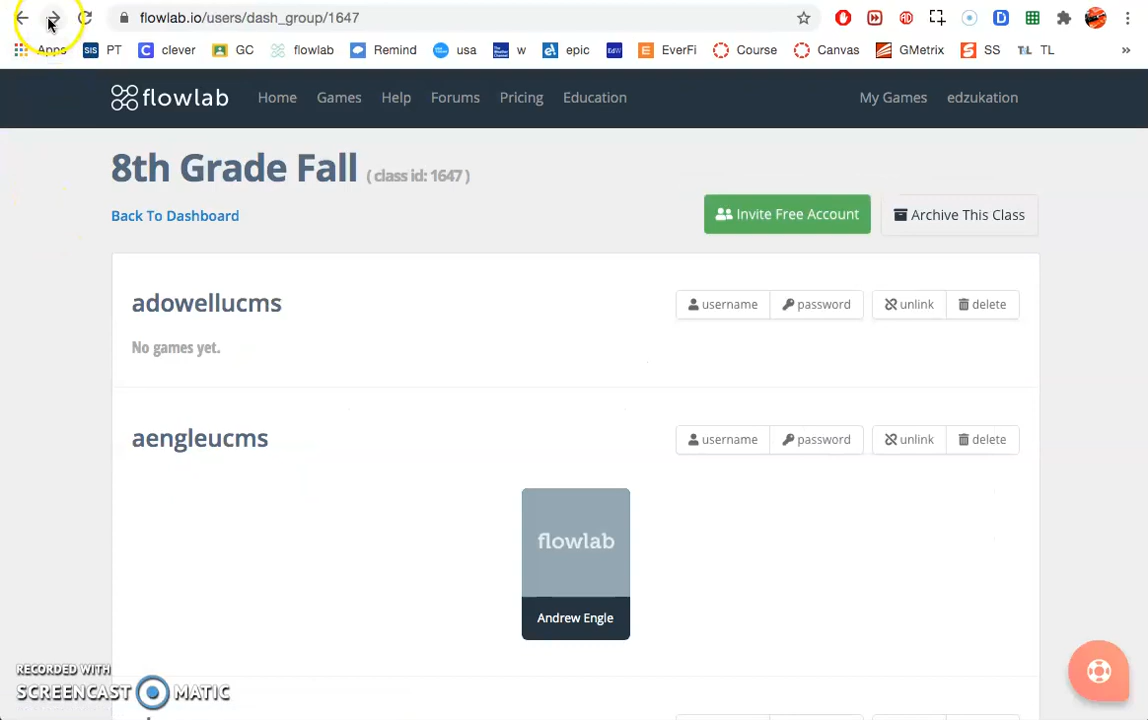 flowlab.io/users/dash_group/1647
Apps SIS PT clever GC flowlab Remind usa w epic EdW EverFi Course Canvas GMetrix SS TL »
flowlab Home Games Help Forums Pricing Education My Games edzukation
8th Grade Fall ( class id: 1647 )
Back To Dashboard Invite Free Account Archive This Class
adowellucms username password unlink delete
No games yet.
aengleucms username password unlink delete
flowlab
Andrew Engle
RECORDED WITH
SCREENCAST MATIC